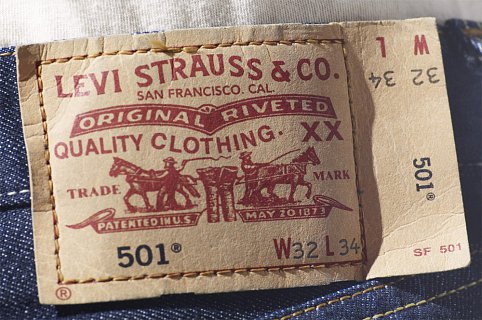 LEVI STRAUSS & CO.
SAN FRANCISCO, CAL.
ORIGINAL RIVETED
QUALITY CLOTHING. XX
TRADE MARK
PATENTED IN U.S. MAY 20 1873
501® W32 L34
®
W L
32 34
501®
SF 501